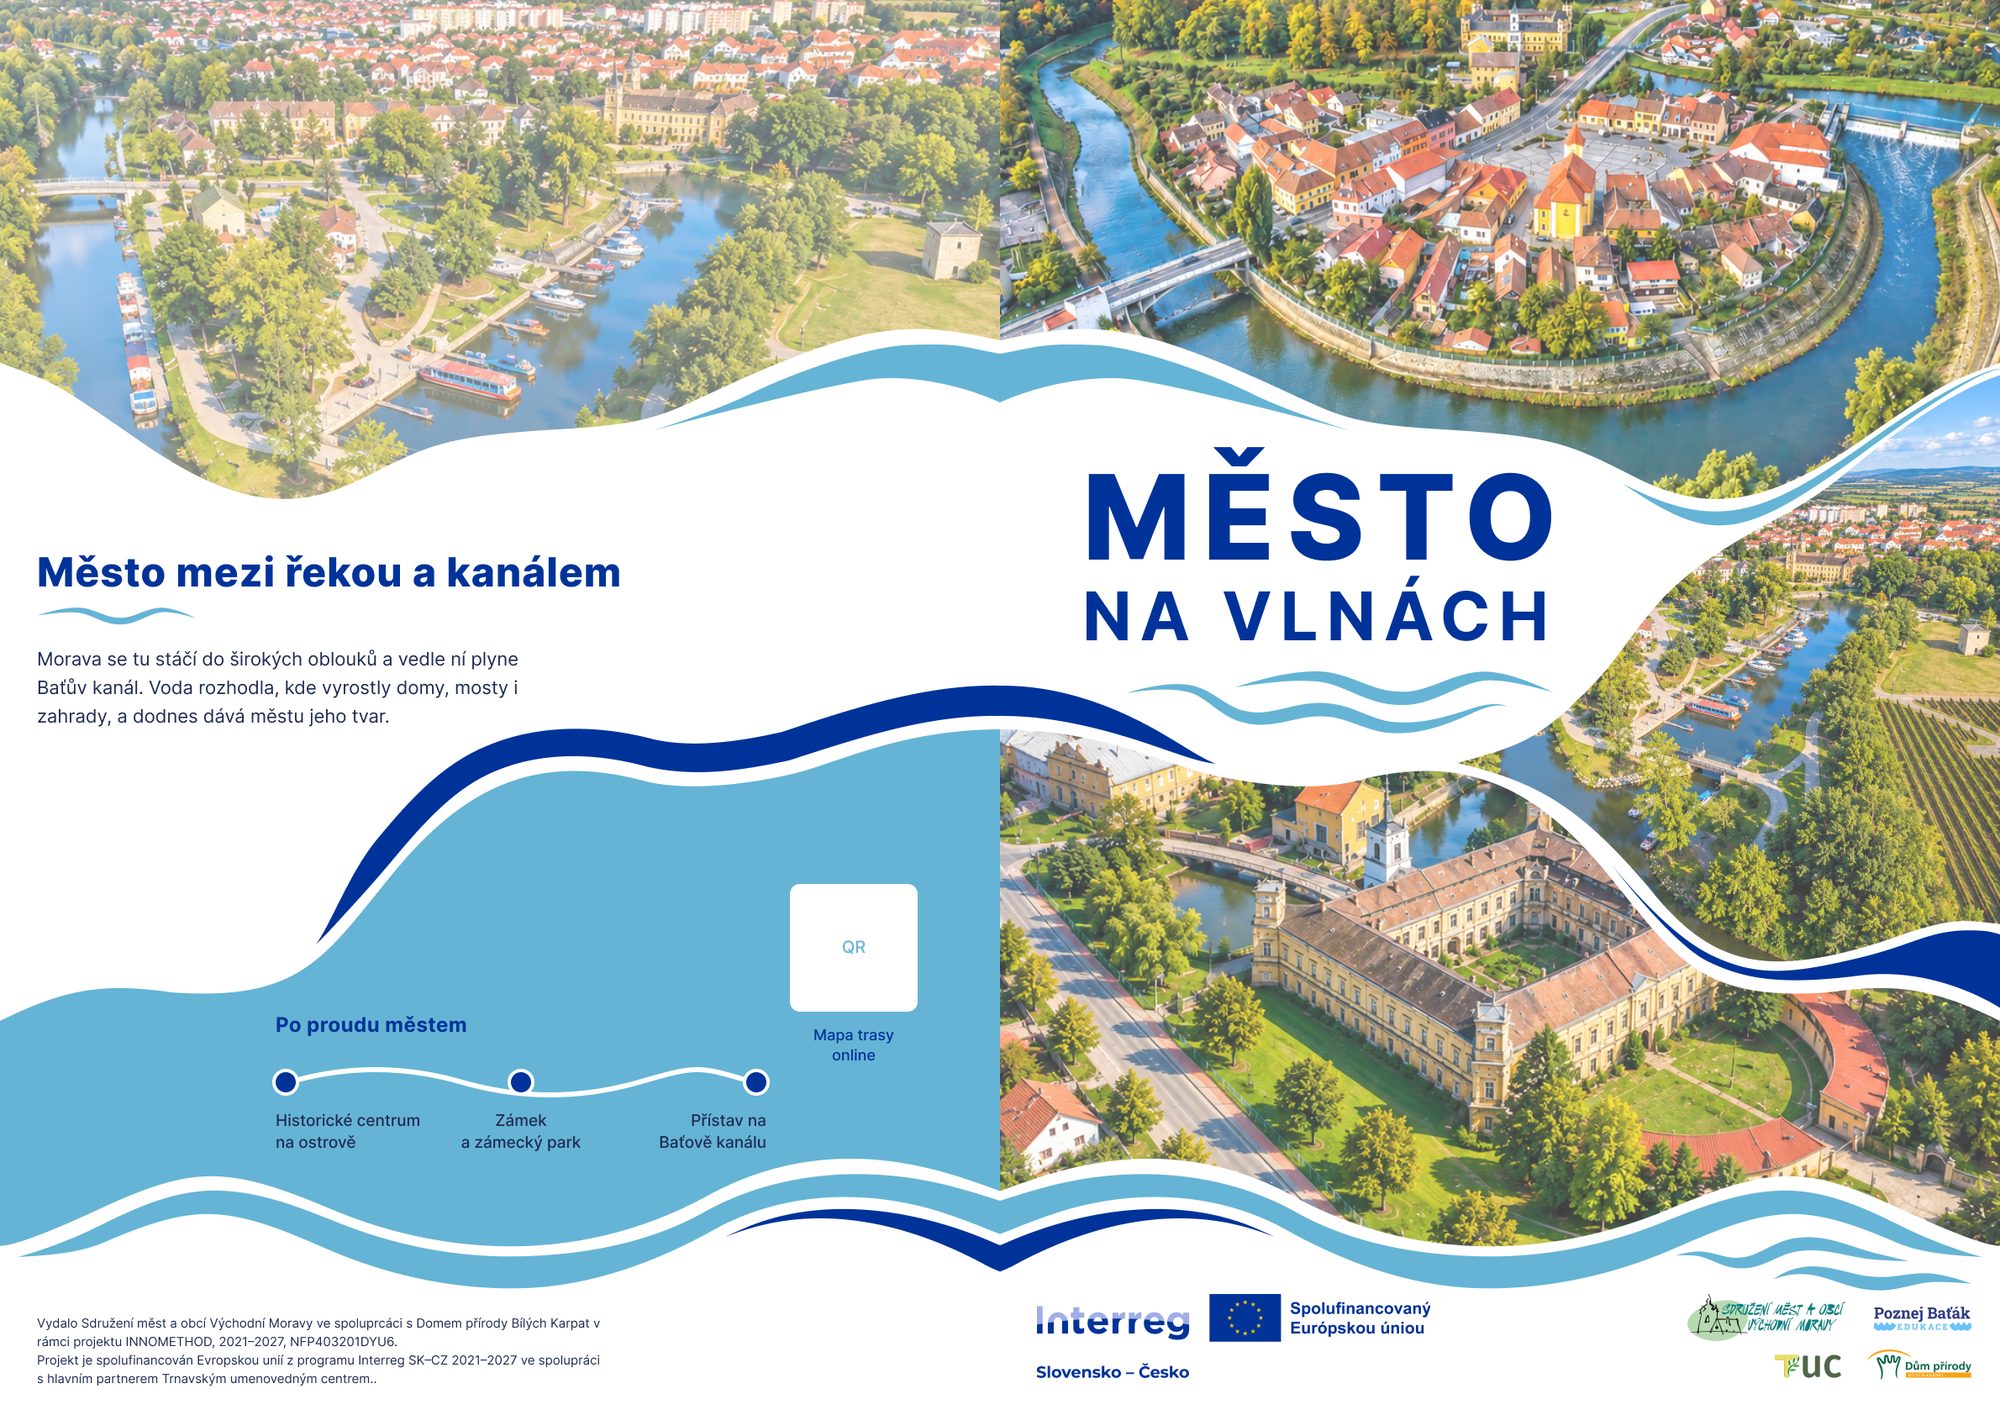 Město mezi řekou a kanálem
Morava se tu stáčí do širokých oblouků a vedle ní plyne
Baťův kanál. Voda rozhodla, kde vyrostly domy, mosty i
zahrady, a dodnes dává městu jeho tvar.
QR
Mapa trasy
online
Po proudu městem
Historické centrum
na ostrově
Zámek
a zámecký park
Přístav na
Baťově kanálu
Vydalo Sdružení měst a obcí Východní Moravy ve spoluprcáci s Domem přírody Bílých Karpat v
rámci projektu INNOMETHOD, 2021–2027, NFP403201DYU6.
Projekt je spolufinancován Evropskou unií z programu Interreg SK–CZ 2021–2027 ve spolupráci
s hlavním partnerem Trnavským umenovedným centrem..
MĚSTO
NA VLNÁCH
Interreg
Spolufinancovaný
Európskou úniou
Slovensko – Česko
SDRUŽENÍ MĚST A OBCÍ
VÝCHODNÍ MORAVY
Poznej Baťák
EDUKACE
TUC
Dům přírody